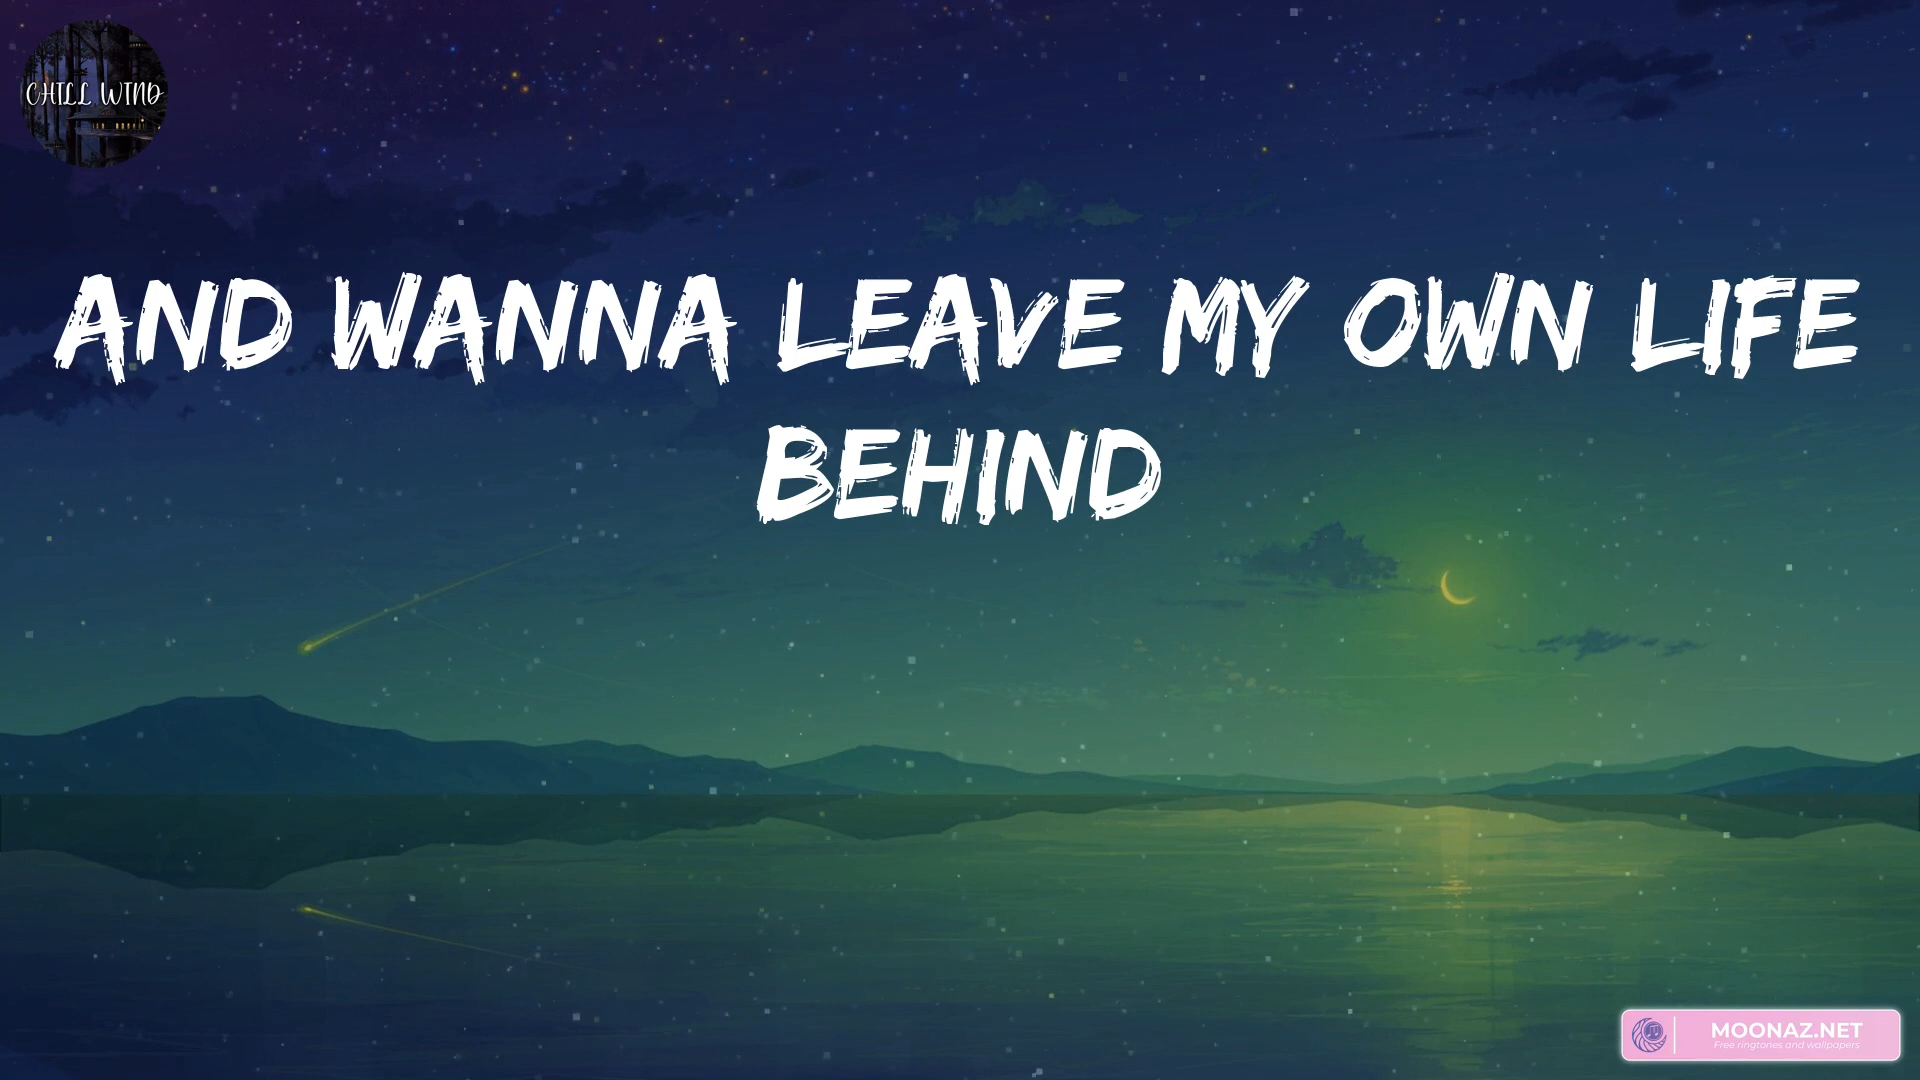 CHILL WIND
AND WANNA LEAVE MY OWN LIFE
BEHIND
MOONAZ.NET
Free ringtones and wallpapers